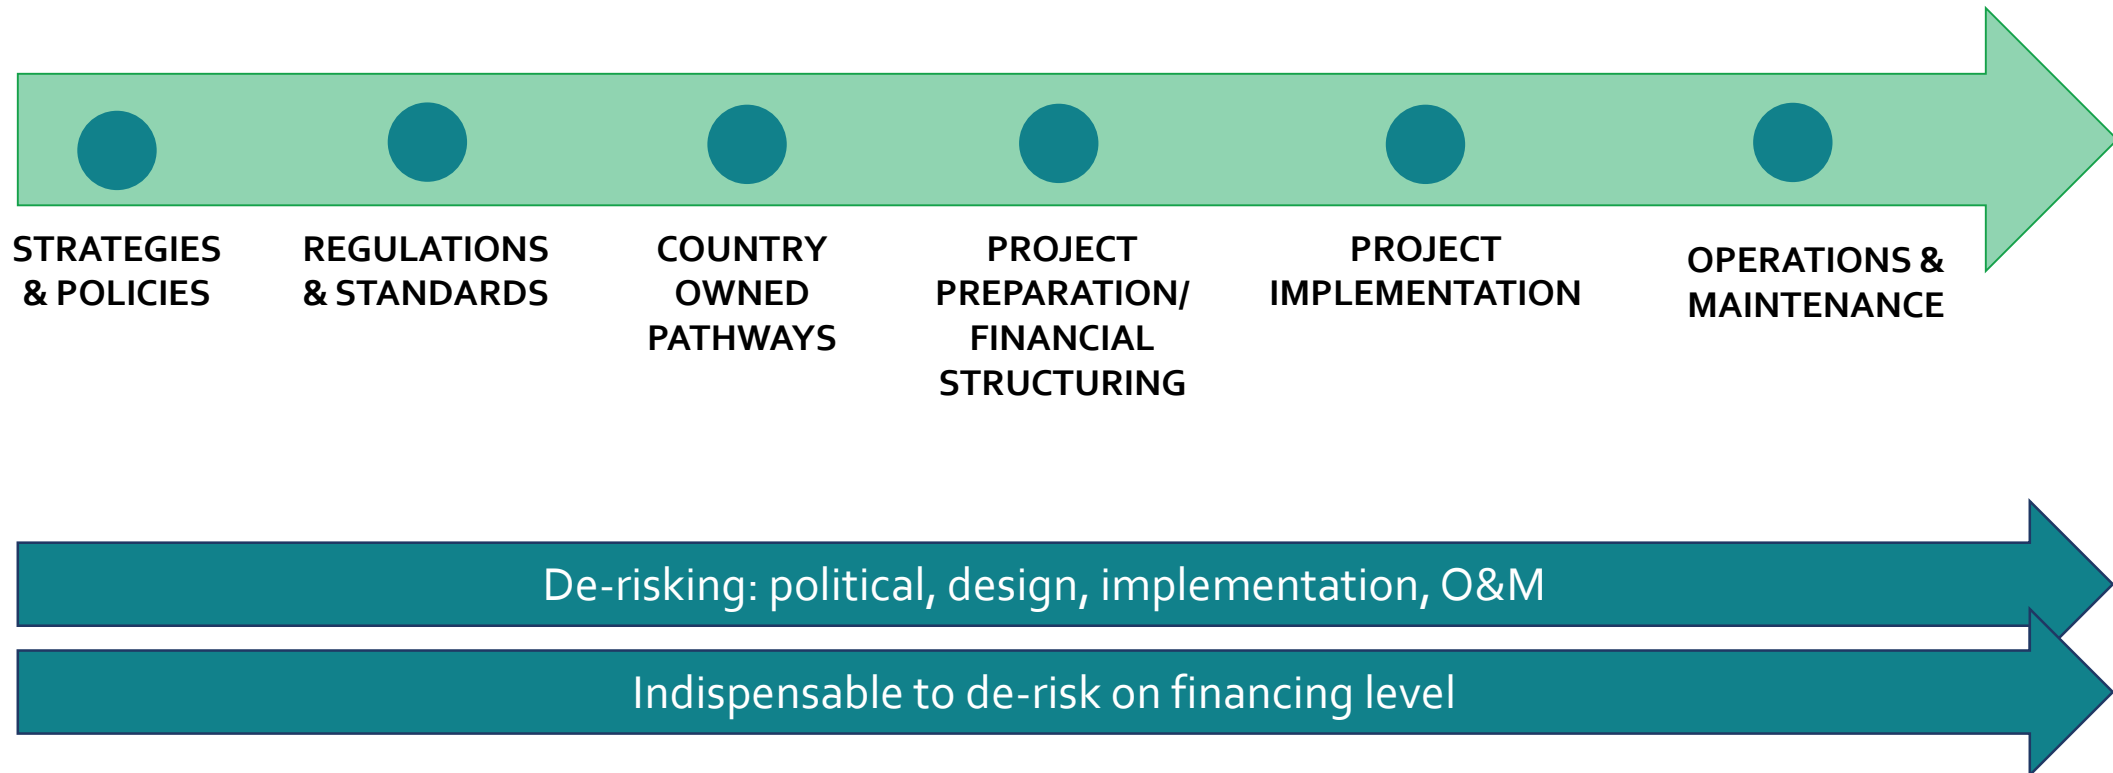 STRATEGIES
& POLICIES
REGULATIONS
& STANDARDS
COUNTRY
OWNED
PATHWAYS
PROJECT
PREPARATION/
FINANCIAL
STRUCTURING
PROJECT
IMPLEMENTATION
OPERATIONS &
MAINTENANCE
De-risking: political, design, implementation, O&M
Indispensable to de-risk on financing level